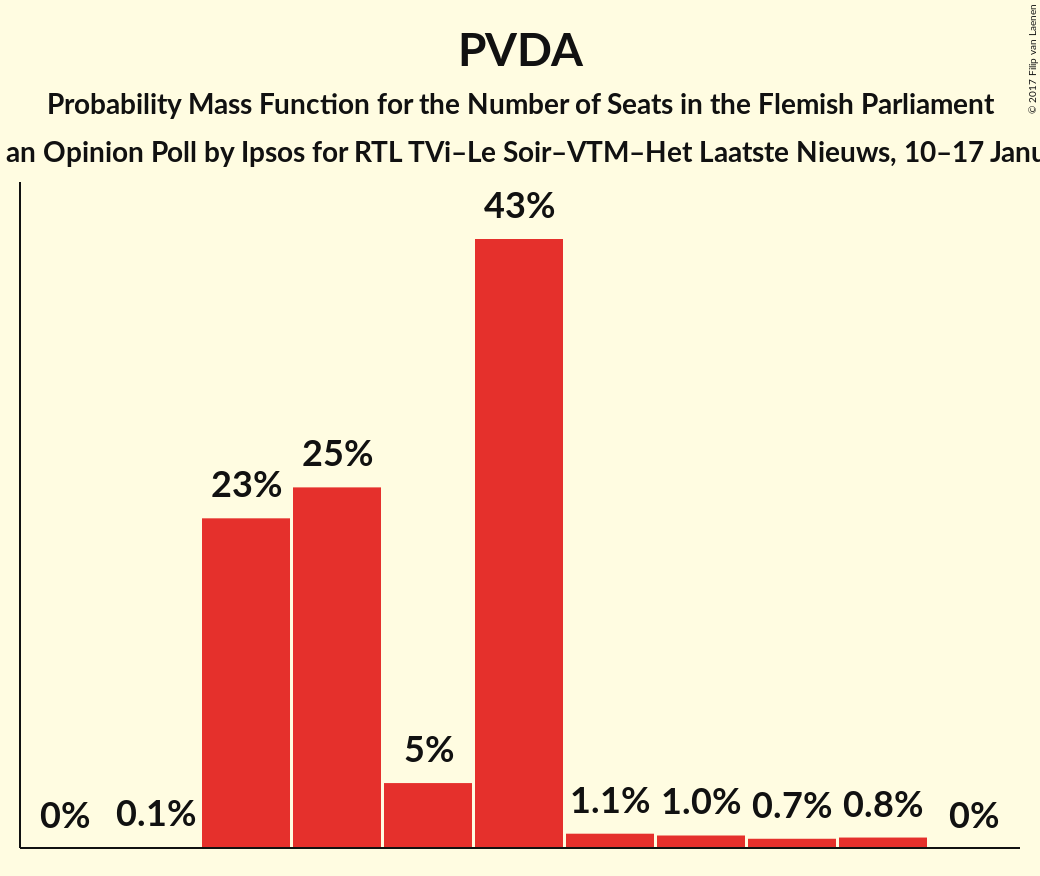 PVDA
Probability Mass Function for the Number of Seats in the Flemish Parliament
an Opinion Poll by Ipsos for RTL TVi–Le Soir–VTM–Het Laatste Nieuws, 10–17 Janu
© 2017 Filip van Laenen
43%
25%
23%
5%
0%
0.1%
1.1%
1.0%
0.7%
0.8%
0%